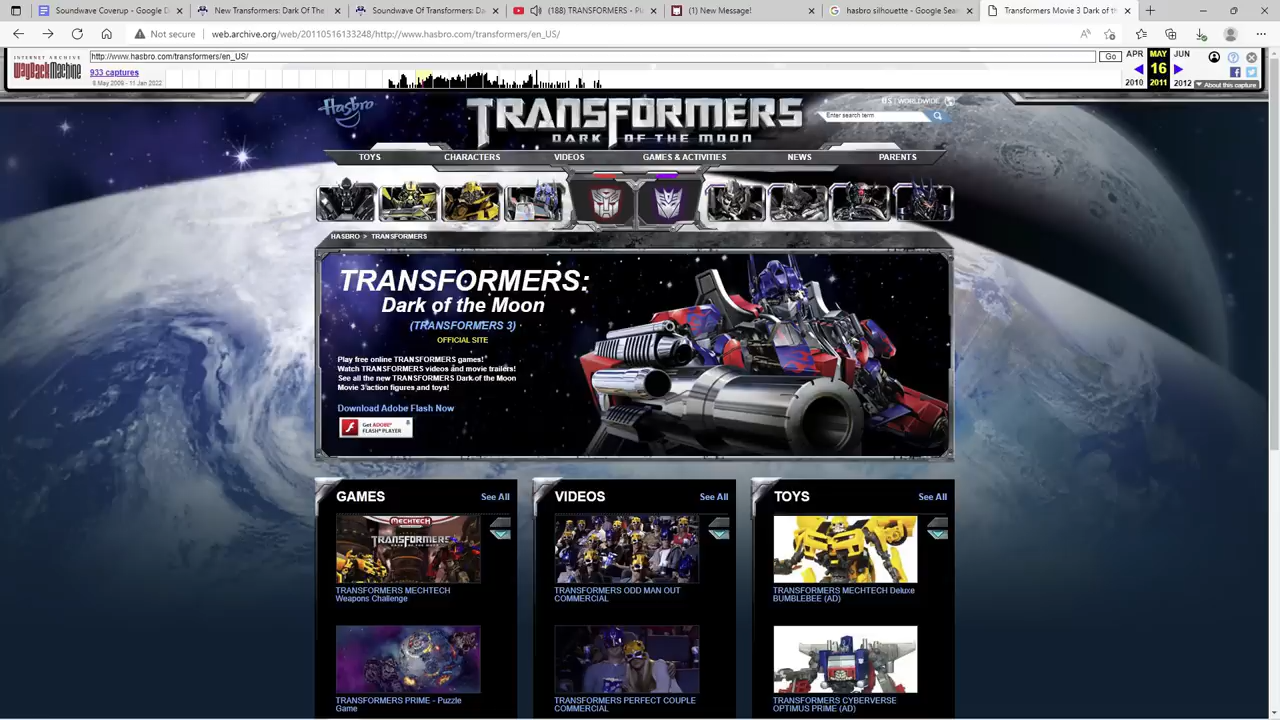 Soundwave Coverup - Google D
New Transformers: Dark Of The
Soundwave Of Transformers: Da
(188) TRANSFORMERS - Pl
(1) New Message!
hasbro silhouette - Google Sea
Transformers Movie 3 Dark of th
Not secure
web.archive.org/web/20110516133248/http://www.hasbro.com/transformers/en_US/
INTERNET ARCHIVE
WayBackMachine
http://www.hasbro.com/transformers/en_US/
Go
APR MAY JUN
933 captures
16
6 May 2009 - 11 Jan 2022
2010 2011 2012
About this capture
Hasbro
TRANSFORMERS
DARK OF THE MOON
US | WORLDWIDE
Enter search term
TOYS
CHARACTERS
VIDEOS
GAMES & ACTIVITIES
NEWS
PARENTS
HASBRO > TRANSFORMERS
TRANSFORMERS:
Dark of the Moon
(TRANSFORMERS 3)
OFFICIAL SITE
Play free online TRANSFORMERS games!*
Watch TRANSFORMERS videos and movie trailers!
See all the new TRANSFORMERS Dark of the Moon
Movie 3 action figures and toys!
Download Adobe Flash Now
Get ADOBE®
FLASH® PLAYER
GAMES
See All
MECHTECH
TRANSFORMERS
TRANSFORMERS MECHTECH
Weapons Challenge
TRANSFORMERS PRIME - Puzzle
Game
VIDEOS
See All
TRANSFORMERS ODD MAN OUT
COMMERCIAL
TRANSFORMERS PERFECT COUPLE
COMMERCIAL
TOYS
See All
TRANSFORMERS MECHTECH Deluxe
BUMBLEBEE (AD)
TRANSFORMERS CYBERVERSE
OPTIMUS PRIME (AD)